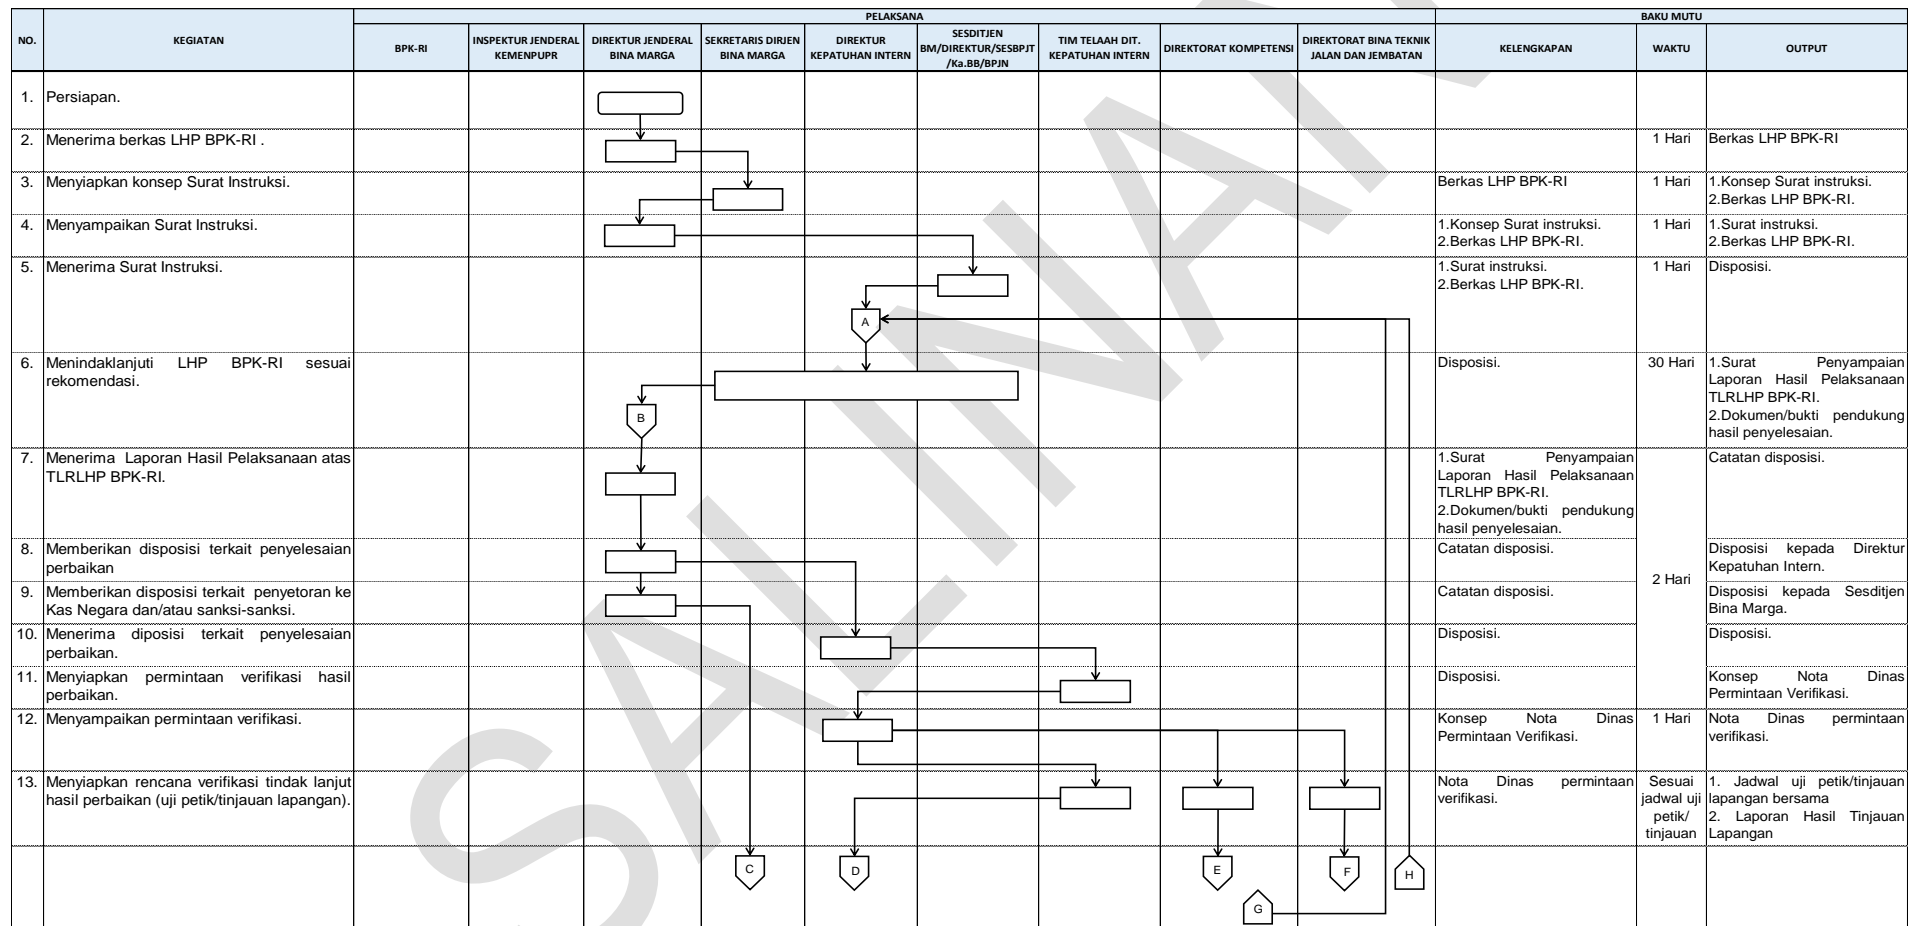 PELAKSANA
BAKU MUTU
NO.
KEGIATAN
BPK-RI
INSPEKTUR JENDERAL
KEMENPUPR
DIREKTUR JENDERAL
BINA MARGA
SEKRETARIS DIRJEN
BINA MARGA
DIREKTUR
KEPATUHAN INTERN
SESDITJEN
BM/DIREKTUR/SESBPJT
/Ka.BB/BPJN
TIM TELAAH DIT.
KEPATUHAN INTERN
DIREKTORAT KOMPETENSI
DIREKTORAT BINA TEKNIK
JALAN DAN JEMBATAN
KELENGKAPAN
WAKTU
OUTPUT
1. Persiapan.
2. Menerima berkas LHP BPK-RI .
1 Hari
Berkas LHP BPK-RI
3. Menyiapkan konsep Surat Instruksi.
Berkas LHP BPK-RI
1 Hari
1.Konsep Surat instruksi.
2.Berkas LHP BPK-RI.
4. Menyampaikan Surat Instruksi.
1.Konsep Surat instruksi.
2.Berkas LHP BPK-RI.
1 Hari
1.Surat instruksi.
2.Berkas LHP BPK-RI.
5. Menerima Surat Instruksi.
A
1.Surat instruksi.
2.Berkas LHP BPK-RI.
1 Hari
Disposisi.
6. Menindaklanjuti LHP BPK-RI sesuai
rekomendasi.
B
Disposisi.
30 Hari
1.Surat Penyampaian
Laporan Hasil Pelaksanaan
TLRLHP BPK-RI.
2.Dokumen/bukti pendukung
hasil penyelesaian.
7. Menerima Laporan Hasil Pelaksanaan atas
TLRLHP BPK-RI.
1.Surat Penyampaian
Laporan Hasil Pelaksanaan
TLRLHP BPK-RI.
2.Dokumen/bukti pendukung
hasil penyelesaian.
2 Hari
Catatan disposisi.
8. Memberikan disposisi terkait penyelesaian
perbaikan
Catatan disposisi.
Disposisi kepada Direktur
Kepatuhan Intern.
9. Memberikan disposisi terkait penyetoran ke
Kas Negara dan/atau sanksi-sanksi.
Catatan disposisi.
Disposisi kepada Sesditjen
Bina Marga.
10. Menerima diposisi terkait penyelesaian
perbaikan.
Disposisi.
Disposisi.
11. Menyiapkan permintaan verifikasi hasil
perbaikan.
Disposisi.
Konsep Nota Dinas
Permintaan Verifikasi.
12. Menyampaikan permintaan verifikasi.
Konsep Nota Dinas
Permintaan Verifikasi.
1 Hari
Nota Dinas permintaan
verifikasi.
13. Menyiapkan rencana verifikasi tindak lanjut
hasil perbaikan (uji petik/tinjauan lapangan).
Nota Dinas permintaan
verifikasi.
Sesuai
jadwal uji
petik/
tinjauan
1. Jadwal uji petik/tinjauan
lapangan bersama
2. Laporan Hasil Tinjauan
Lapangan
C
D
E
F
H
G
SALINAN